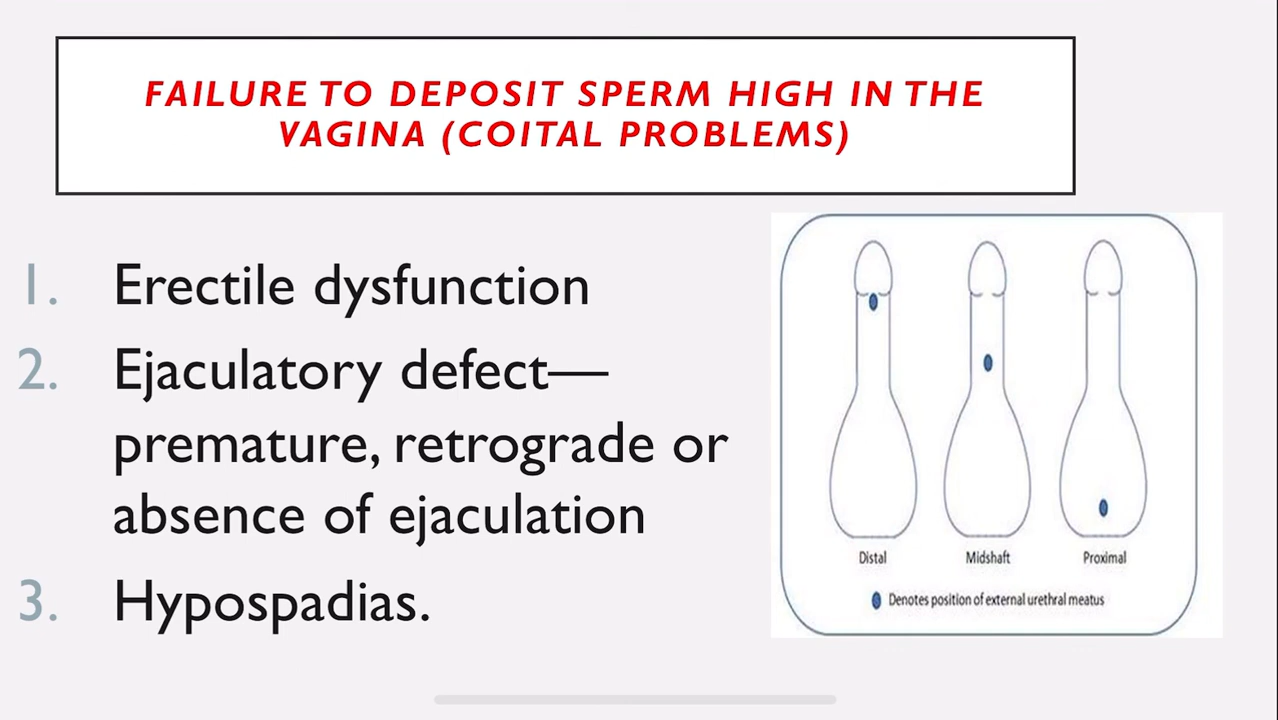 FAILURE TO DEPOSIT SPERM HIGH IN THE
VAGINA (COITAL PROBLEMS)
1. Erectile dysfunction
2. Ejaculatory defect—
premature, retrograde or
absence of ejaculation
3. Hypospadias.
Distal Midshaft Proximal
Denotes position of external urethral meatus